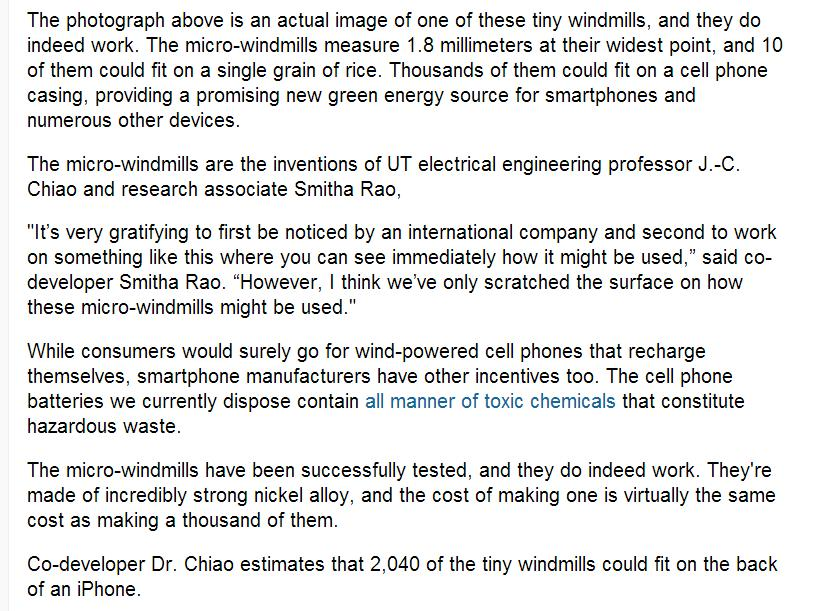 The photograph above is an actual image of one of these tiny windmills, and they do
indeed work. The micro-windmills measure 1.8 millimeters at their widest point, and 10
of them could fit on a single grain of rice. Thousands of them could fit on a cell phone
casing, providing a promising new green energy source for smartphones and
numerous other devices.
The micro-windmills are the inventions of UT electrical engineering professor J.-C.
Chiao and research associate Smitha Rao,
"It’s very gratifying to first be noticed by an international company and second to work
on something like this where you can see immediately how it might be used,” said co-
developer Smitha Rao. “However, I think we’ve only scratched the surface on how
these micro-windmills might be used."
While consumers would surely go for wind-powered cell phones that recharge
themselves, smartphone manufacturers have other incentives too. The cell phone
batteries we currently dispose contain all manner of toxic chemicals that constitute
hazardous waste.
The micro-windmills have been successfully tested, and they do indeed work. They're
made of incredibly strong nickel alloy, and the cost of making one is virtually the same
cost as making a thousand of them.
Co-developer Dr. Chiao estimates that 2,040 of the tiny windmills could fit on the back
of an iPhone.